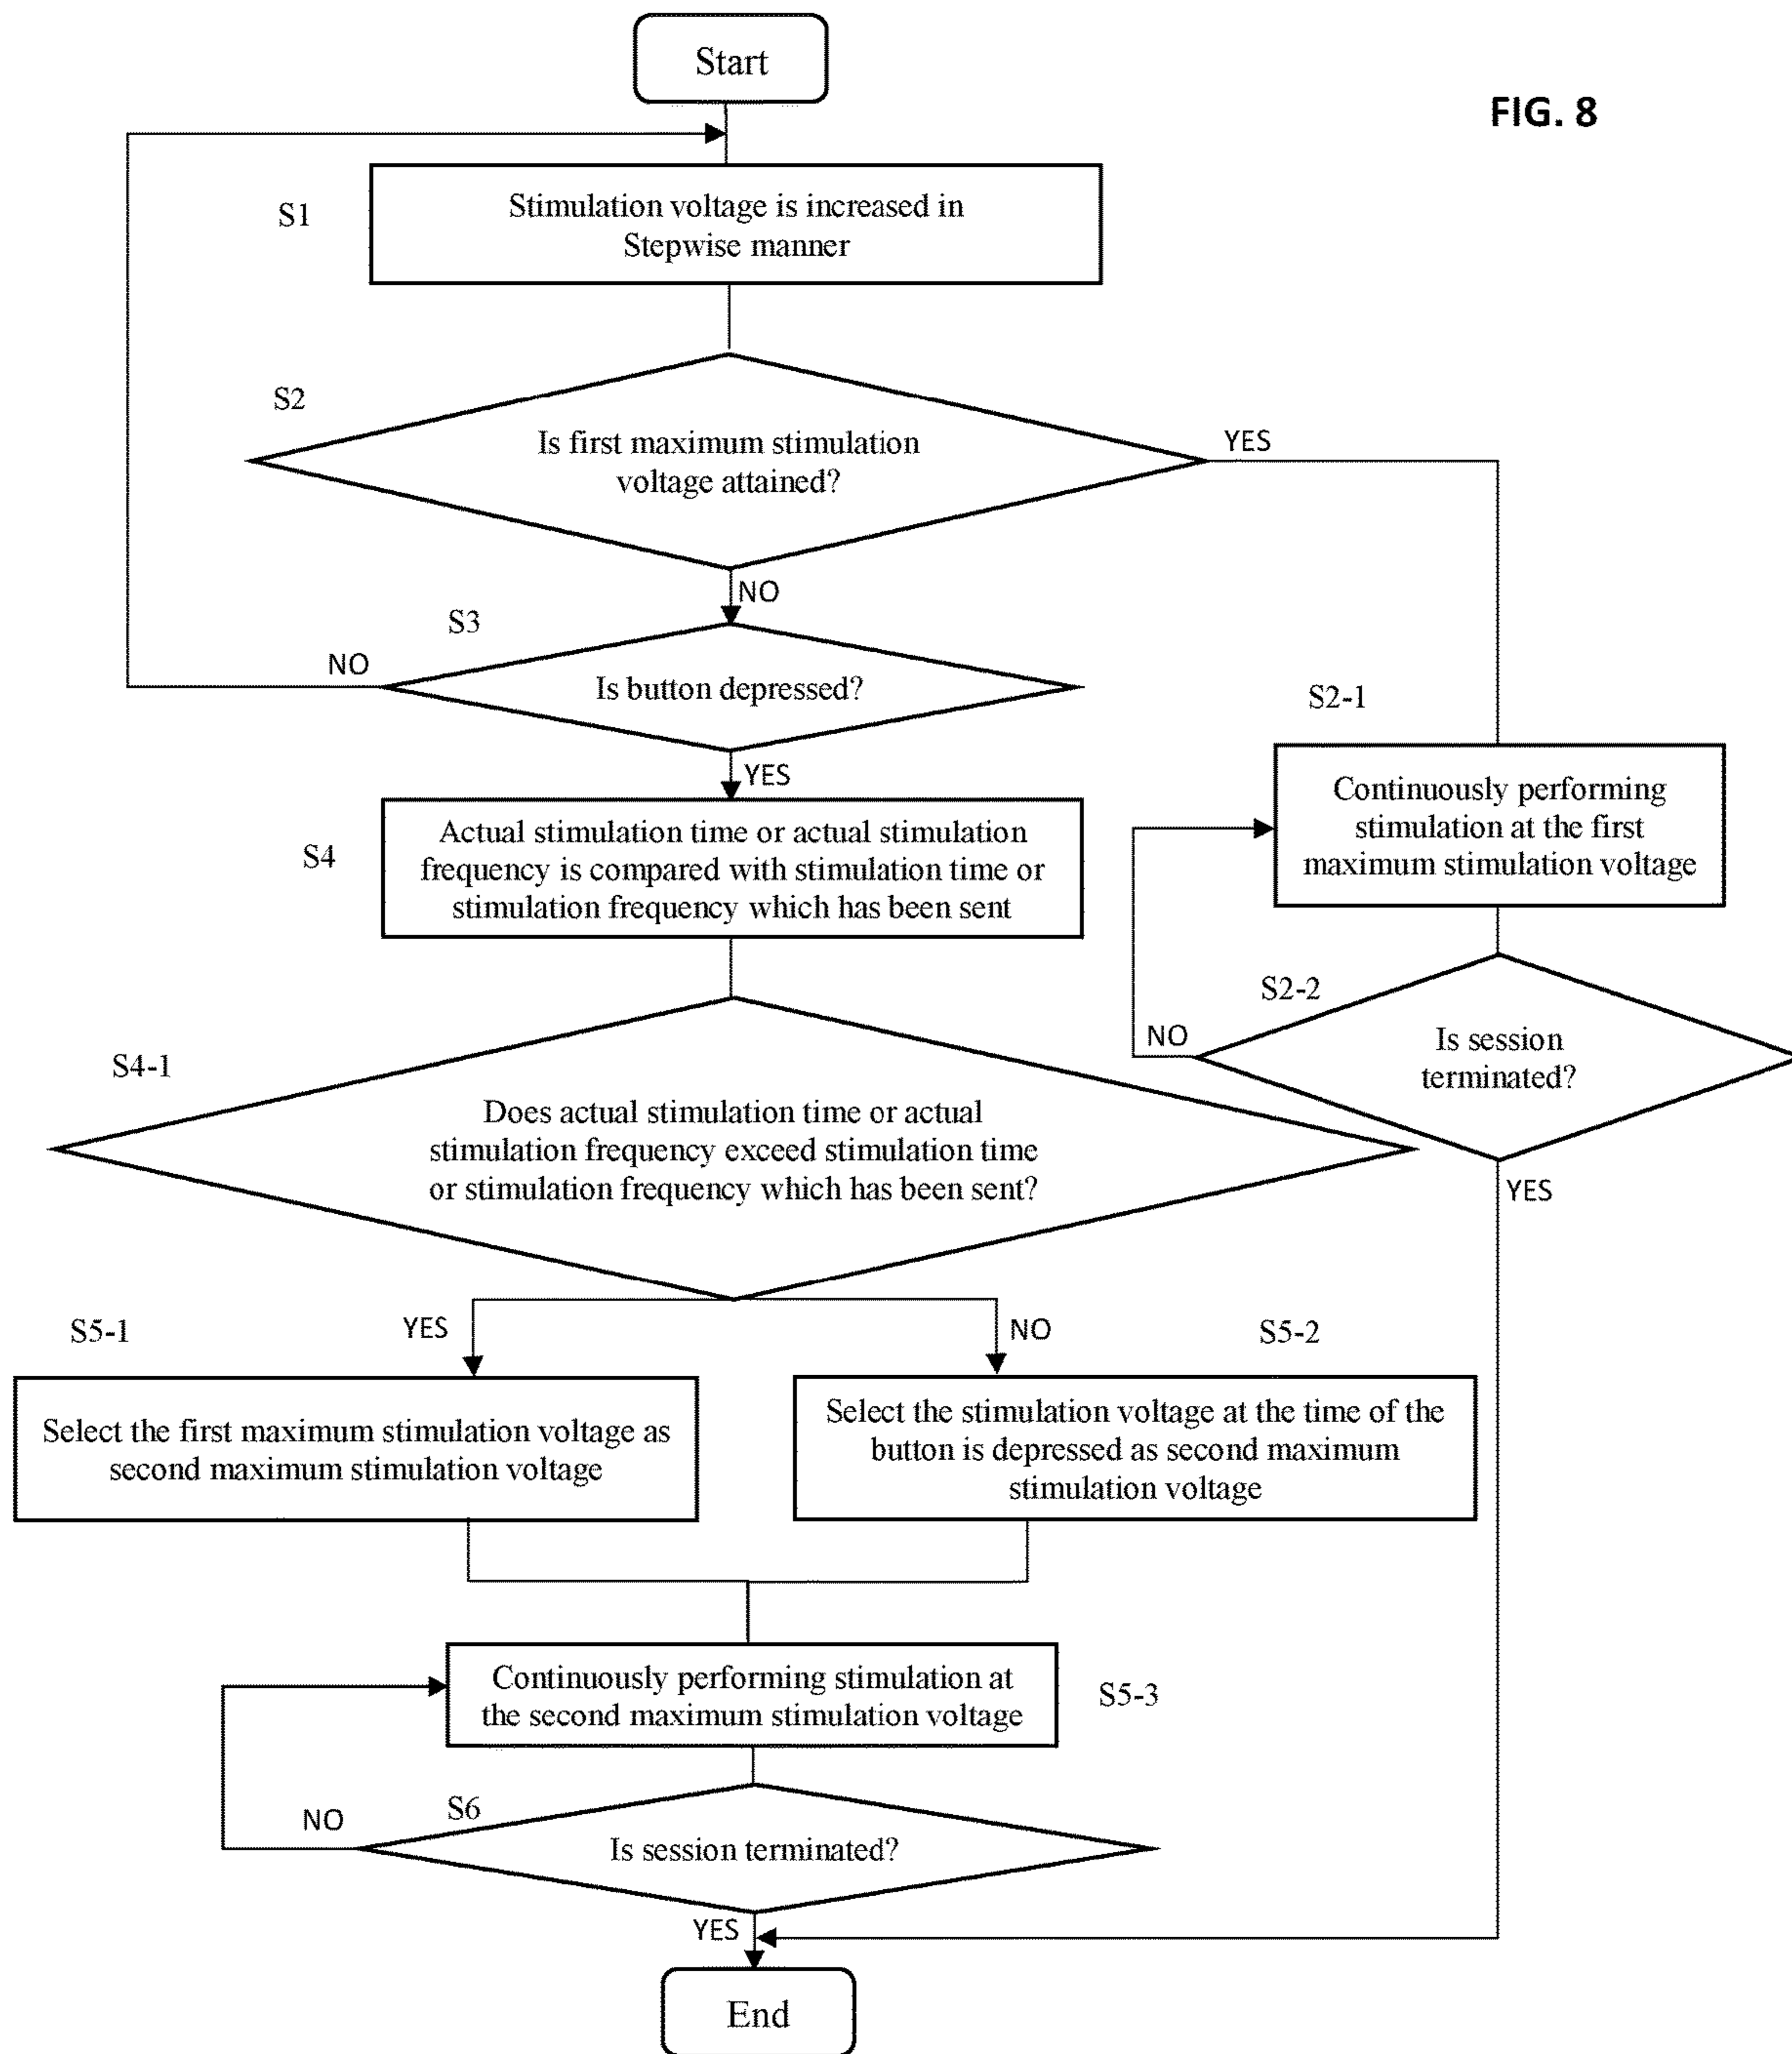 Start
FIG. 8
S1
Stimulation voltage is increased in
Stepwise manner
S2
Is first maximum stimulation
voltage attained?
YES
NO
S3
NO
Is button depressed?
YES
S2-1
Continuously performing
stimulation at the first
maximum stimulation voltage
S4
Actual stimulation time or actual stimulation
frequency is compared with stimulation time or
stimulation frequency which has been sent
S2-2
NO
Is session
terminated?
YES
S4-1
Does actual stimulation time or actual
stimulation frequency exceed stimulation time
or stimulation frequency which has been sent?
S5-1
YES
NO
S5-2
Select the first maximum stimulation voltage as
second maximum stimulation voltage
Select the stimulation voltage at the time of the
button is depressed as second maximum
stimulation voltage
Continuously performing stimulation at
the second maximum stimulation voltage
S5-3
NO
S6
Is session terminated?
YES
End